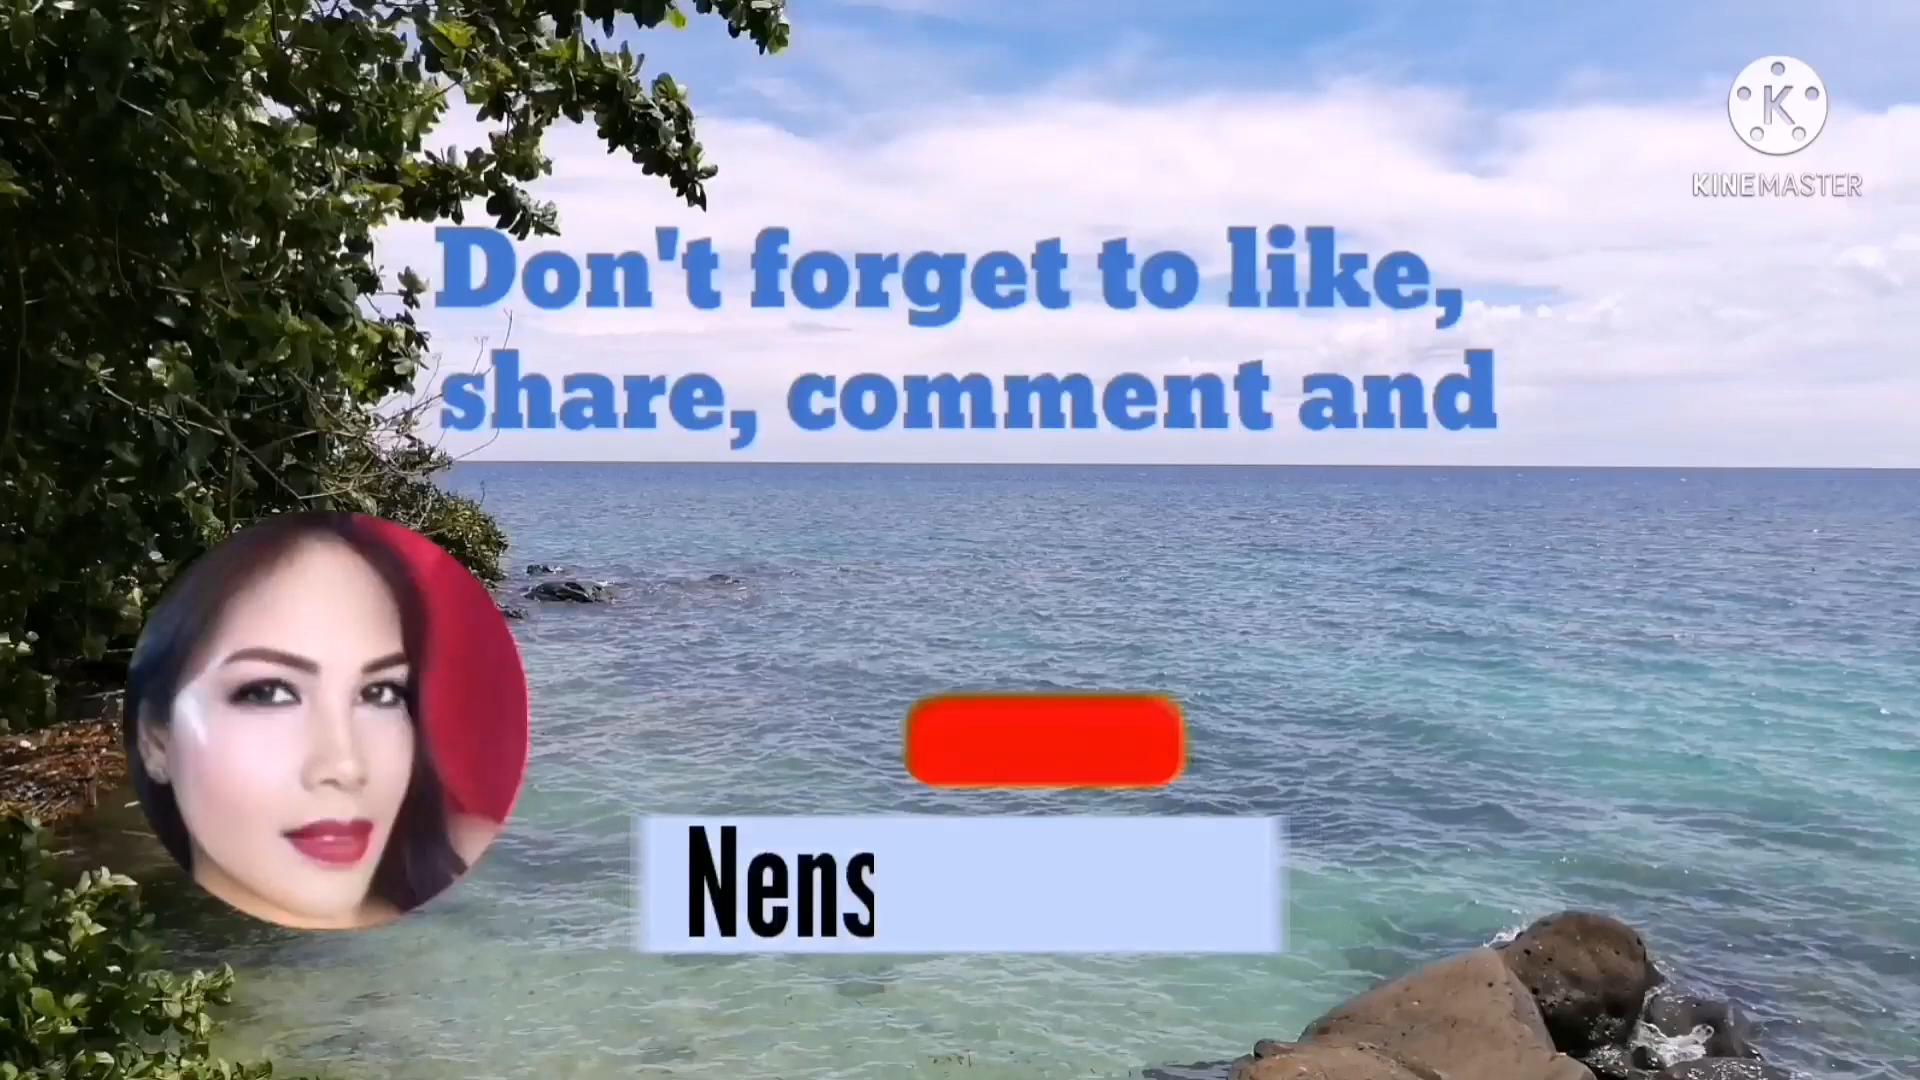 K
KINEMASTER
Don't forget to like,
share, comment and
Nens